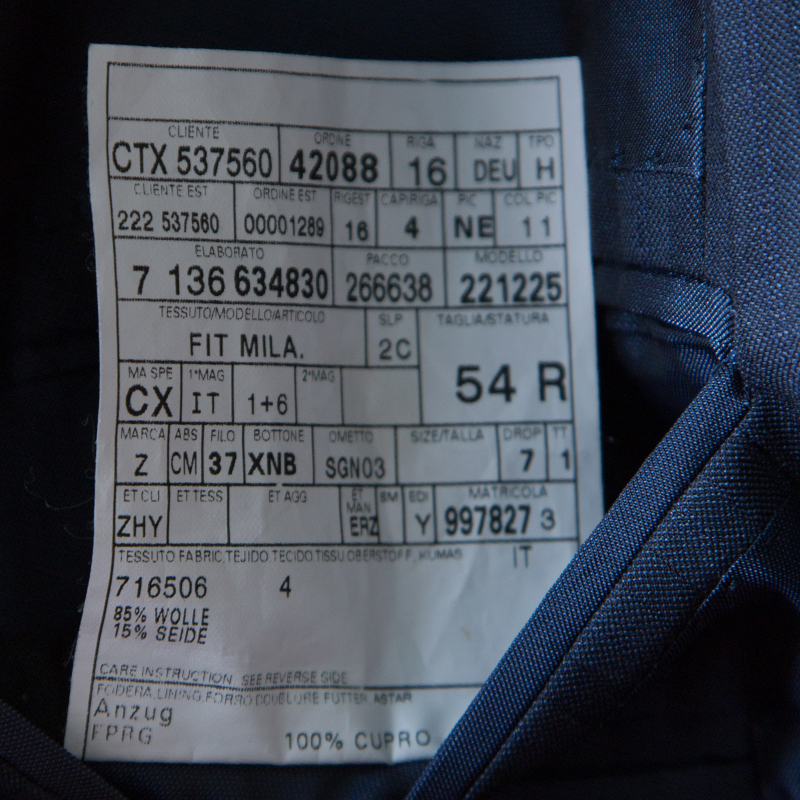 CLIENTE ORDINE RIGA NAZ TPO
CTX 537560 42088 16 DEU H
CLIENTE EST ORDINE EST RIGEST CAPIRIGA PIC COL.PIC
222 537560 00001289 16 4 NE 11
ELABORATO PACCO MODELLO
7 136 634830 266638 221225
TESSUTO/MODELLO/ARTICOLO SLP TAGLIA/STATURA
FIT MILA. 2C 54 R
MA SPE 1°MAG 2°MAG
CX IT 1+6
MARCA ABS FILO BOTTONE OMETTO SIZE/TALLA DROP TT
Z CM 37 XNB SGN03 7 1
ET CLI ET TESS ET AGG ET MAN BM EDI MATRICOLA
ZHY ERZ Y 997827 3
TESSUTO FABRIC,TEJIDO TECIDO TISSU,OBERSTOFF, KUMAS IT
716506 4
85% WOLLE
15% SEIDE
CARE INSTRUCTION SEE REVERSE SIDE
FODERA,LINING,FORRO DOUBLURE FUTTER ASTAR
Anzug
FPRG 100% CUPRO